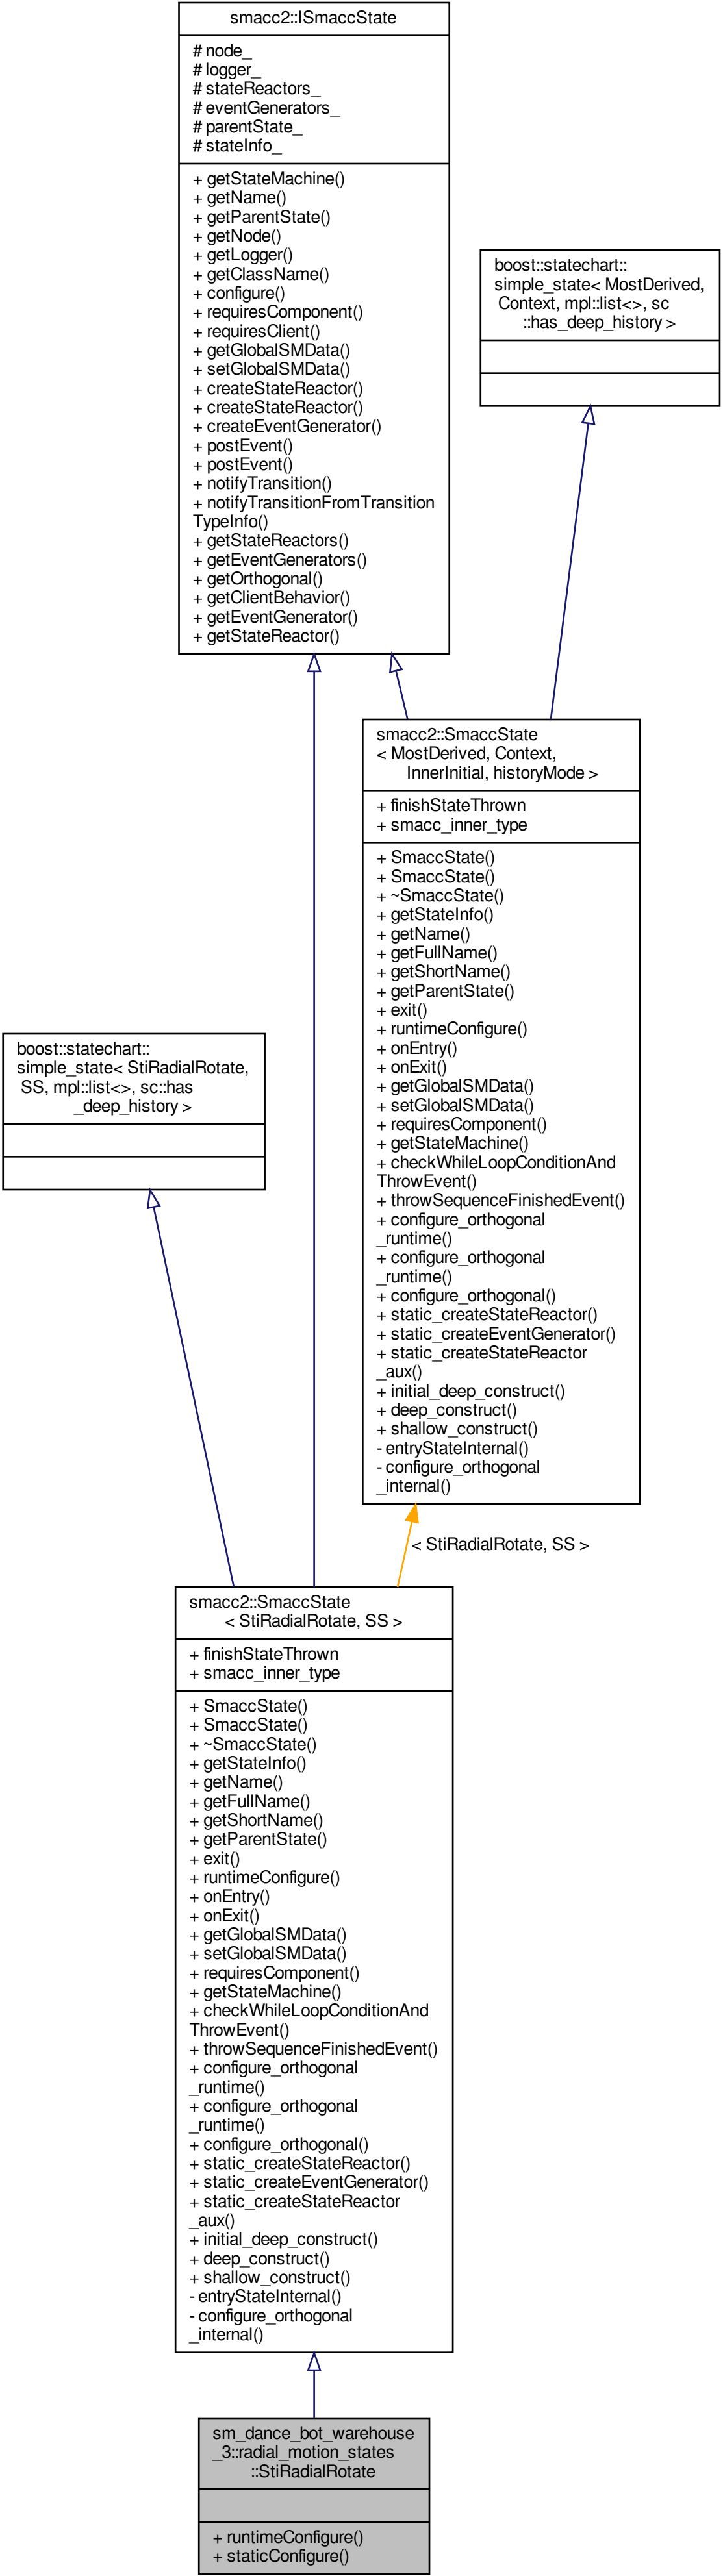 smacc2::ISmaccState
# node_
# logger_
# stateReactors_
# eventGenerators_
# parentState_
# stateInfo_
+ getStateMachine()
+ getName()
+ getParentState()
+ getNode()
+ getLogger()
+ getClassName()
+ configure()
+ requiresComponent()
+ requiresClient()
+ getGlobalSMData()
+ setGlobalSMData()
+ createStateReactor()
+ createStateReactor()
+ createEventGenerator()
+ postEvent()
+ postEvent()
+ notifyTransition()
+ notifyTransitionFromTransition
TypeInfo()
+ getStateReactors()
+ getEventGenerators()
+ getOrthogonal()
+ getClientBehavior()
+ getEventGenerator()
+ getStateReactor()
boost::statechart::
simple_state< MostDerived,
Context, mpl::list<>, sc
::has_deep_history >
smacc2::SmaccState
< MostDerived, Context,
InnerInitial, historyMode >
+ finishStateThrown
+ smacc_inner_type
+ SmaccState()
+ SmaccState()
+ ~SmaccState()
+ getStateInfo()
+ getName()
+ getFullName()
+ getShortName()
+ getParentState()
+ exit()
+ runtimeConfigure()
+ onEntry()
+ onExit()
+ getGlobalSMData()
+ setGlobalSMData()
+ requiresComponent()
+ getStateMachine()
+ checkWhileLoopConditionAnd
ThrowEvent()
+ throwSequenceFinishedEvent()
+ configure_orthogonal
_runtime()
+ configure_orthogonal
_runtime()
+ configure_orthogonal()
+ static_createStateReactor()
+ static_createEventGenerator()
+ static_createStateReactor
_aux()
+ initial_deep_construct()
+ deep_construct()
+ shallow_construct()
- entryStateInternal()
- configure_orthogonal
_internal()
boost::statechart::
simple_state< StiRadialRotate,
SS, mpl::list<>, sc::has
_deep_history >
< StiRadialRotate, SS >
smacc2::SmaccState
< StiRadialRotate, SS >
+ finishStateThrown
+ smacc_inner_type
+ SmaccState()
+ SmaccState()
+ ~SmaccState()
+ getStateInfo()
+ getName()
+ getFullName()
+ getShortName()
+ getParentState()
+ exit()
+ runtimeConfigure()
+ onEntry()
+ onExit()
+ getGlobalSMData()
+ setGlobalSMData()
+ requiresComponent()
+ getStateMachine()
+ checkWhileLoopConditionAnd
ThrowEvent()
+ throwSequenceFinishedEvent()
+ configure_orthogonal
_runtime()
+ configure_orthogonal
_runtime()
+ configure_orthogonal()
+ static_createStateReactor()
+ static_createEventGenerator()
+ static_createStateReactor
_aux()
+ initial_deep_construct()
+ deep_construct()
+ shallow_construct()
- entryStateInternal()
- configure_orthogonal
_internal()
sm_dance_bot_warehouse
_3::radial_motion_states
::StiRadialRotate
+ runtimeConfigure()
+ staticConfigure()